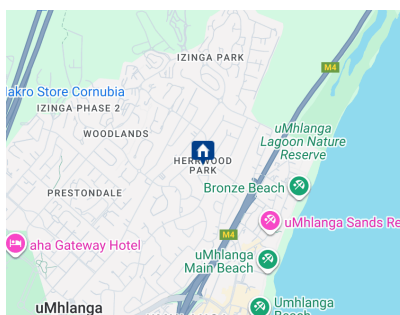 IZINGA PARK
M4
Makro Store Cornubia
IZINGA PHASE 2
WOODLANDS
uMhlanga
Lagoon Nature
Reserve
HERRWOOD
PARK
Bronze Beach
PRESTONDALE
uMhlanga Sands Re
M4
aha Gateway Hotel
uMhlanga
Main Beach
uMhlanga
Umhlanga
Beach